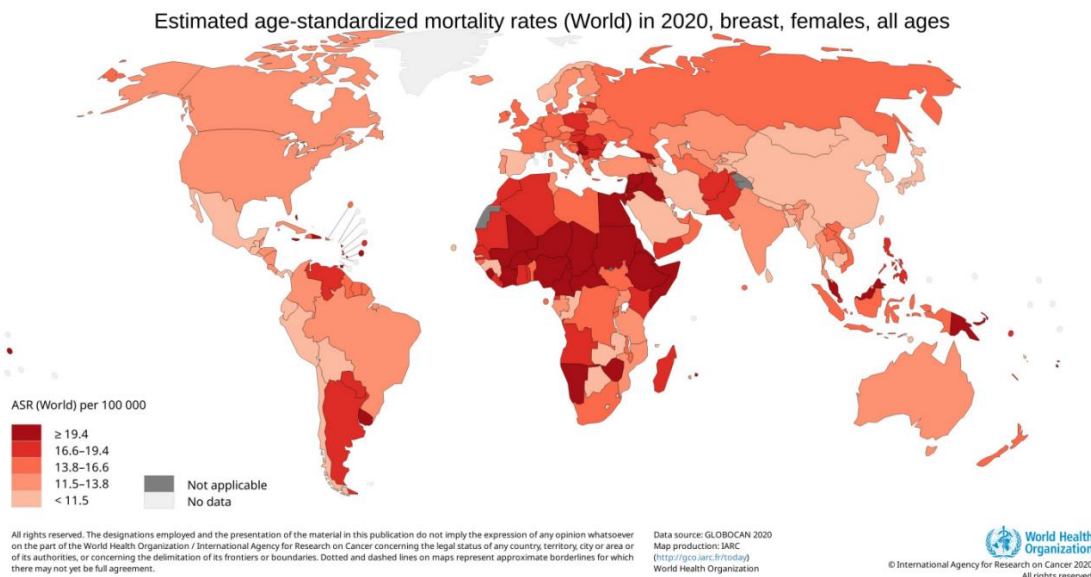 Estimated age-standardized mortality rates (World) in 2020, breast, females, all ages
ASR (World) per 100 000
≥ 19.4
16.6–19.4
13.8–16.6
11.5–13.8
< 11.5
Not applicable
No data
All rights reserved. The designations employed and the presentation of the material in this publication do not imply the expression of any opinion whatsoever
on the part of the World Health Organization / International Agency for Research on Cancer concerning the legal status of any country, territory, city or area or
of its authorities, or concerning the delimitation of its frontiers or boundaries. Dotted and dashed lines on maps represent approximate borderlines for which
there may not yet be full agreement.
Data source: GLOBOCAN 2020
Map production: IARC
(http://gco.iarc.fr/today)
World Health Organization
World Health
Organization
© International Agency for Research on Cancer
All rights reserved